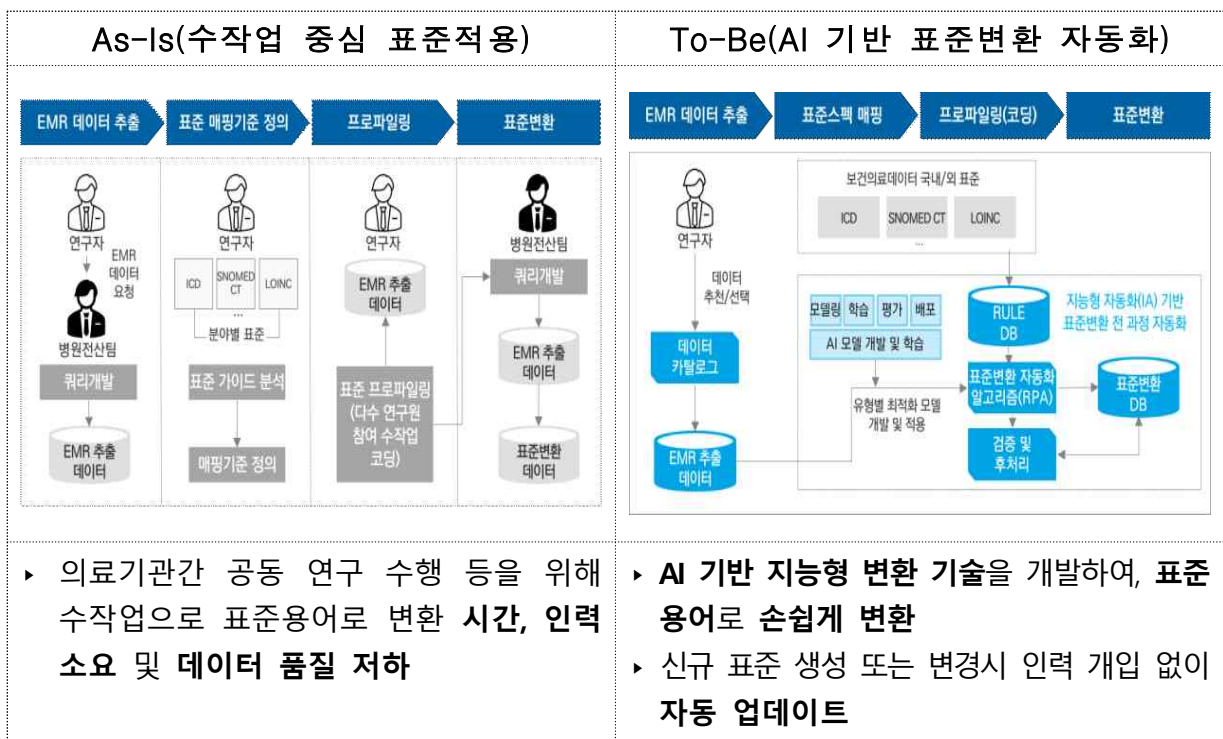 As-Is(수작업 중심 표준적용)
EMR 데이터 추출
표준 매핑기준 정의
프로파일링
표준변환
연구자
EMR
데이터
요청
병원전산팀
쿼리개발
EMR 추출
데이터
연구자
ICD
SNOMED
CT
LOINC
...
분야별 표준
표준 가이드 분석
매핑기준 정의
연구자
EMR 추출
데이터
표준 프로파일링
(다수 연구원
참여 수작업
코딩)
병원전산팀
쿼리개발
EMR 추출
데이터
표준변환
데이터
▸ 의료기관간 공동 연구 수행 등을 위해
수작업으로 표준용어로 변환 시간, 인력
소요 및 데이터 품질 저하
To-Be(AI 기반 표준변환 자동화)
EMR 데이터 추출
표준스펙 매핑
프로파일링(코딩)
표준변환
연구자
데이터
추천/선택
데이터
카탈로그
EMR 추출
데이터
보건의료데이터 국내/외 표준
ICD
SNOMED CT
LOINC
...
모델링
학습
평가
배포
AI 모델 개발 및 학습
유형별 최적화 모델
개발 및 적용
RULE
DB
지능형 자동화(IA) 기반
표준변환 전 과정 자동화
표준변환 자동화
알고리즘(RPA)
표준변환
DB
검증 및
후처리
▸ AI 기반 지능형 변환 기술을 개발하여, 표준
용어로 손쉽게 변환
▸ 신규 표준 생성 또는 변경시 인력 개입 없이
자동 업데이트